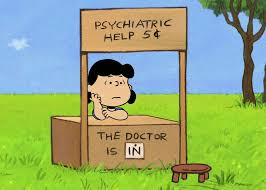 PSYCHIATRIC
HELP 5¢
THE DOCTOR
IS IN